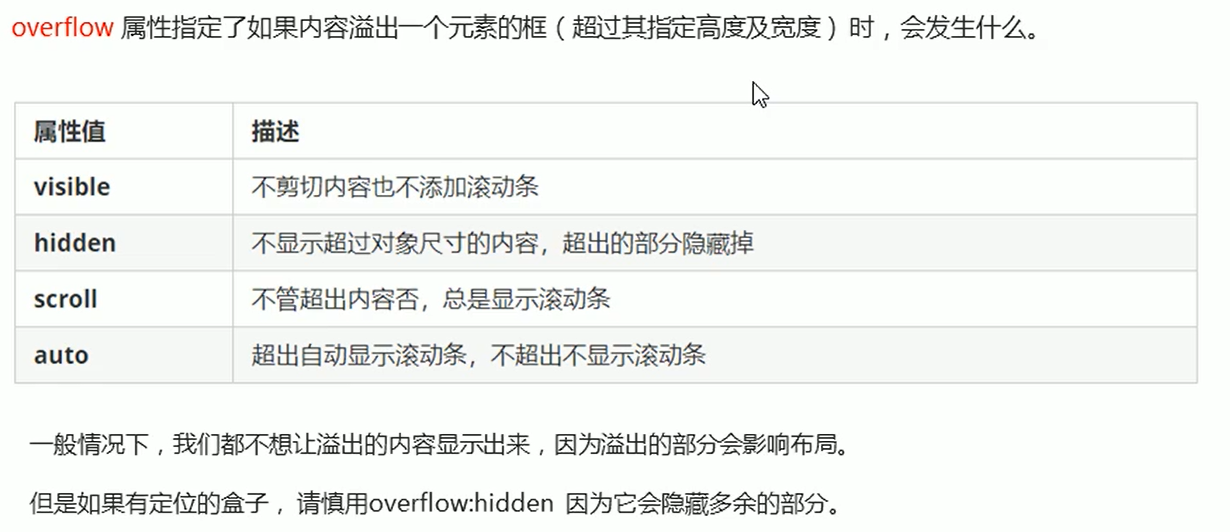 overflow 属性指定了如果内容溢出一个元素的框（超过其指定高度及宽度）时，会发生什么。
属性值 描述
visible 不剪切内容也不添加滚动条
hidden 不显示超过对象尺寸的内容，超出的部分隐藏掉
scroll 不管超出内容否，总是显示滚动条
auto 超出自动显示滚动条，不超出不显示滚动条
一般情况下，我们都不想让溢出的内容显示出来，因为溢出的部分会影响布局。
但是如果有定位的盒子，请慎用overflow:hidden 因为它会隐藏多余的部分。